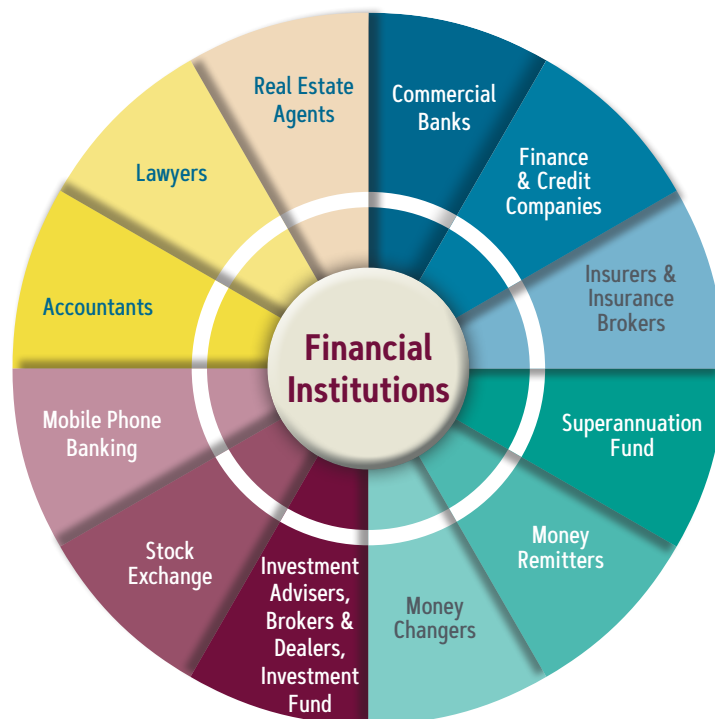 Financial
Institutions
Commercial
Banks
Finance
& Credit
Companies
Insurers &
Insurance
Brokers
Superannuation
Fund
Money
Remitters
Money
Changers
Investment
Advisers,
Brokers &
Dealers,
Investment
Fund
Stock
Exchange
Mobile Phone
Banking
Accountants
Lawyers
Real Estate
Agents